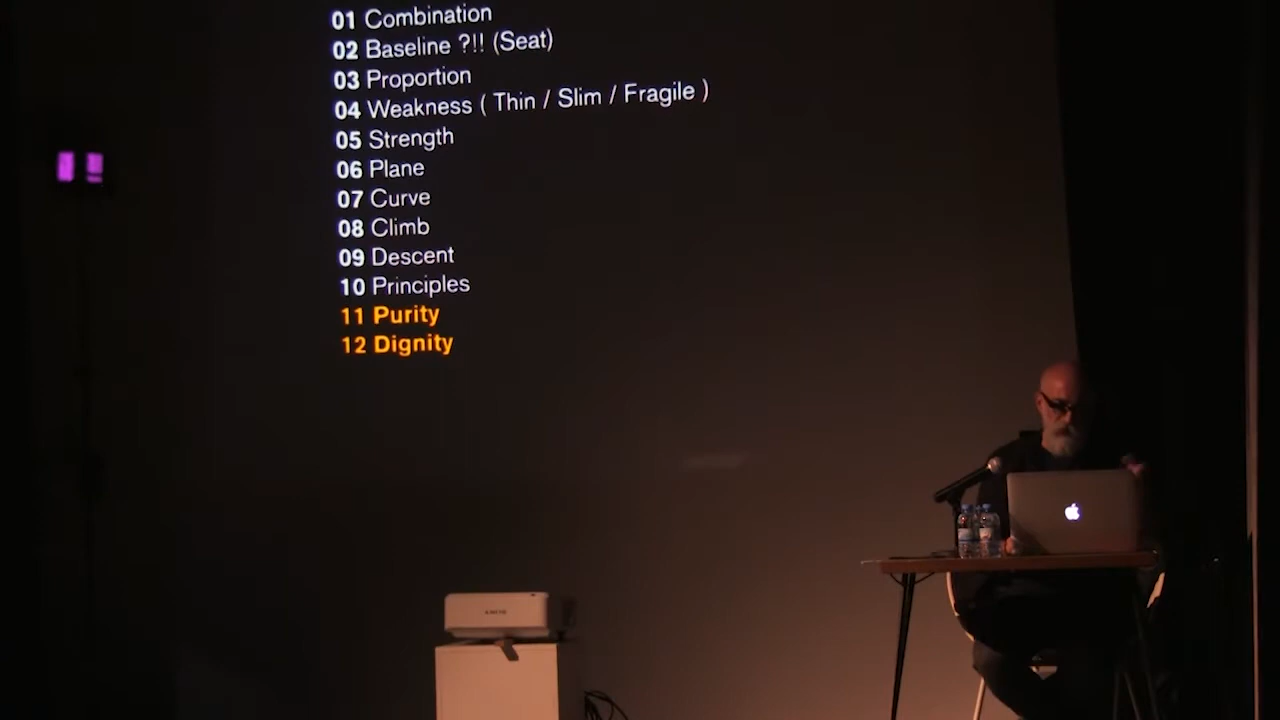 01 Combination
02 Baseline ?!! (Seat)
03 Proportion
04 Weakness ( Thin / Slim / Fragile )
05 Strength
06 Plane
07 Curve
08 Climb
09 Descent
10 Principles
11 Purity
12 Dignity